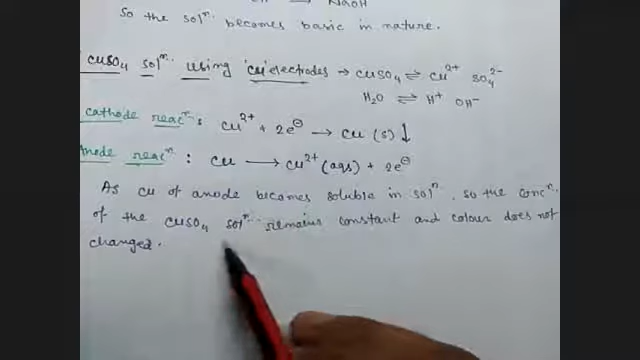 → NaOH
So the solⁿ becomes basic in nature.
CuSO₄ solⁿ using 'Cu' electrodes → CuSO₄ ⇌ Cu²⁺ SO₄²⁻
H₂O ⇌ H⁺ OH⁻
cathode reacⁿ : Cu²⁺ + 2e⊖ → Cu (s) ↓
Anode reacⁿ : Cu → Cu²⁺ (aqs) + 2e⊖
As Cu of anode becomes soluble in solⁿ, so the concⁿ
of the CuSO₄ solⁿ remains constant and colour does not
changed.